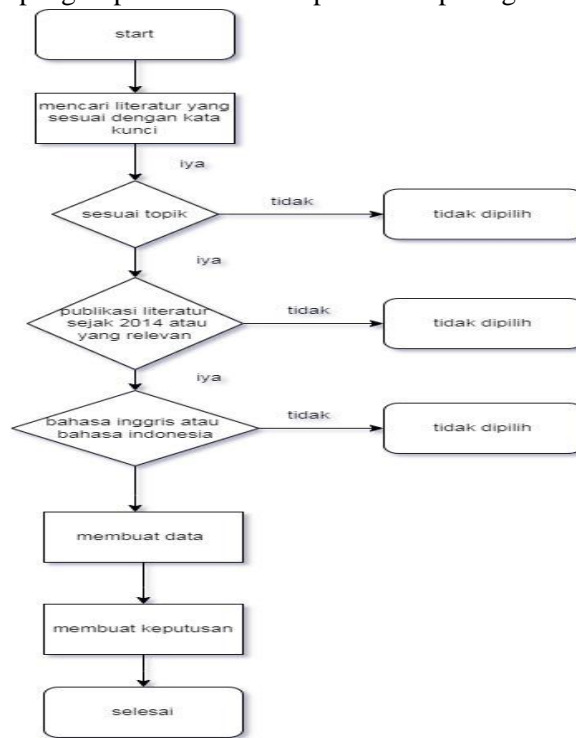 start
mencari literatur yang
sesuai dengan kata
kunci
iya
sesuai topik
tidak
tidak dipilih
iya
publikasi literatur
sejak 2014 atau
yang relevan
tidak
tidak dipilih
iya
bahasa inggris atau
bahasa indonesia
tidak
tidak dipilih
membuat data
membuat keputusan
selesai